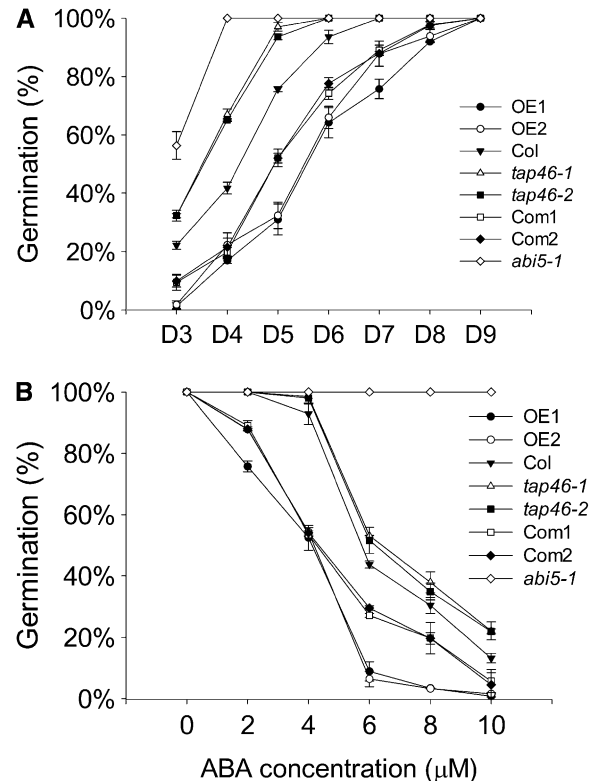 A
Germination (%)
100%
80%
60%
40%
20%
0%
D3 D4 D5 D6 D7 D8 D9
OE1
OE2
Col
tap46-1
tap46-2
Com1
Com2
abi5-1
B
Germination (%)
100%
80%
60%
40%
20%
0%
0 2 4 6 8 10
ABA concentration (μM)
OE1
OE2
Col
tap46-1
tap46-2
Com1
Com2
abi5-1